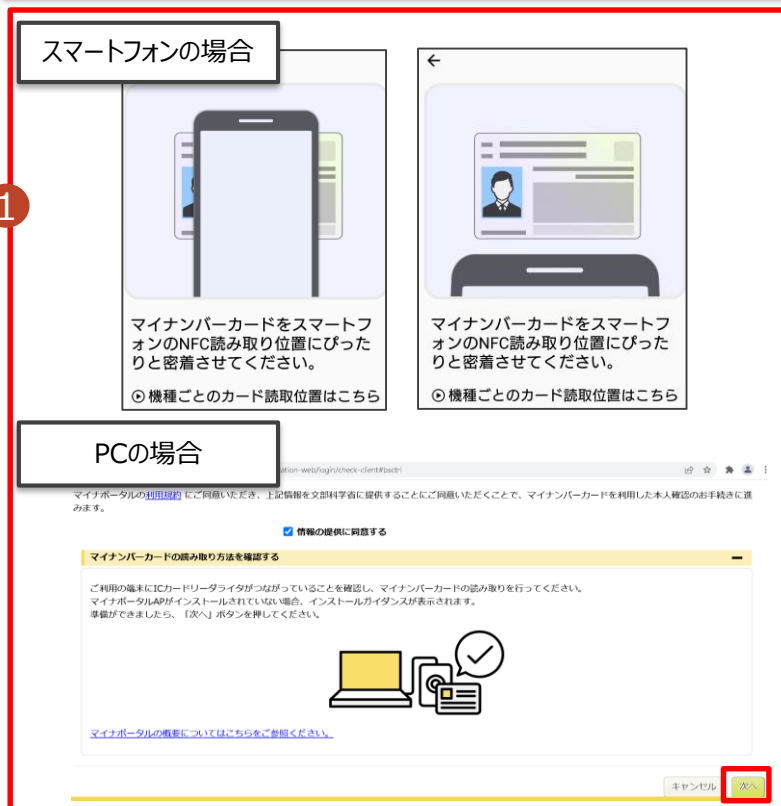 スマートフォンの場合
1
マイナンバーカードをスマートフ
ォンのNFC読み取り位置にぴった
りと密着させてください。
機種ごとのカード読取位置はこちら
マイナンバーカードをスマートフ
ォンのNFC読み取り位置にぴった
りと密着させてください。
機種ごとのカード読取位置はこちら
PCの場合
ation-web/login/check-client#bsctrl
マイナポータルの利用規約 にご同意いただき、上記情報を文部科学省に提供することにご同意いただくことで、マイナンバーカードを利用した本人確認のお手続きに進
みます。
情報の提供に同意する
マイナンバーカードの読み取り方法を確認する
ご利用の端末にICカードリーダライタがつながっていることを確認し、マイナンバーカードの読み取りを行ってください。
マイナポータルAPがインストールされていない場合、インストールガイダンスが表示されます。
準備ができましたら、「次へ」ボタンを押してください。
マイナポータルの概要についてはこちらをご参照ください。
キャンセル
次へ